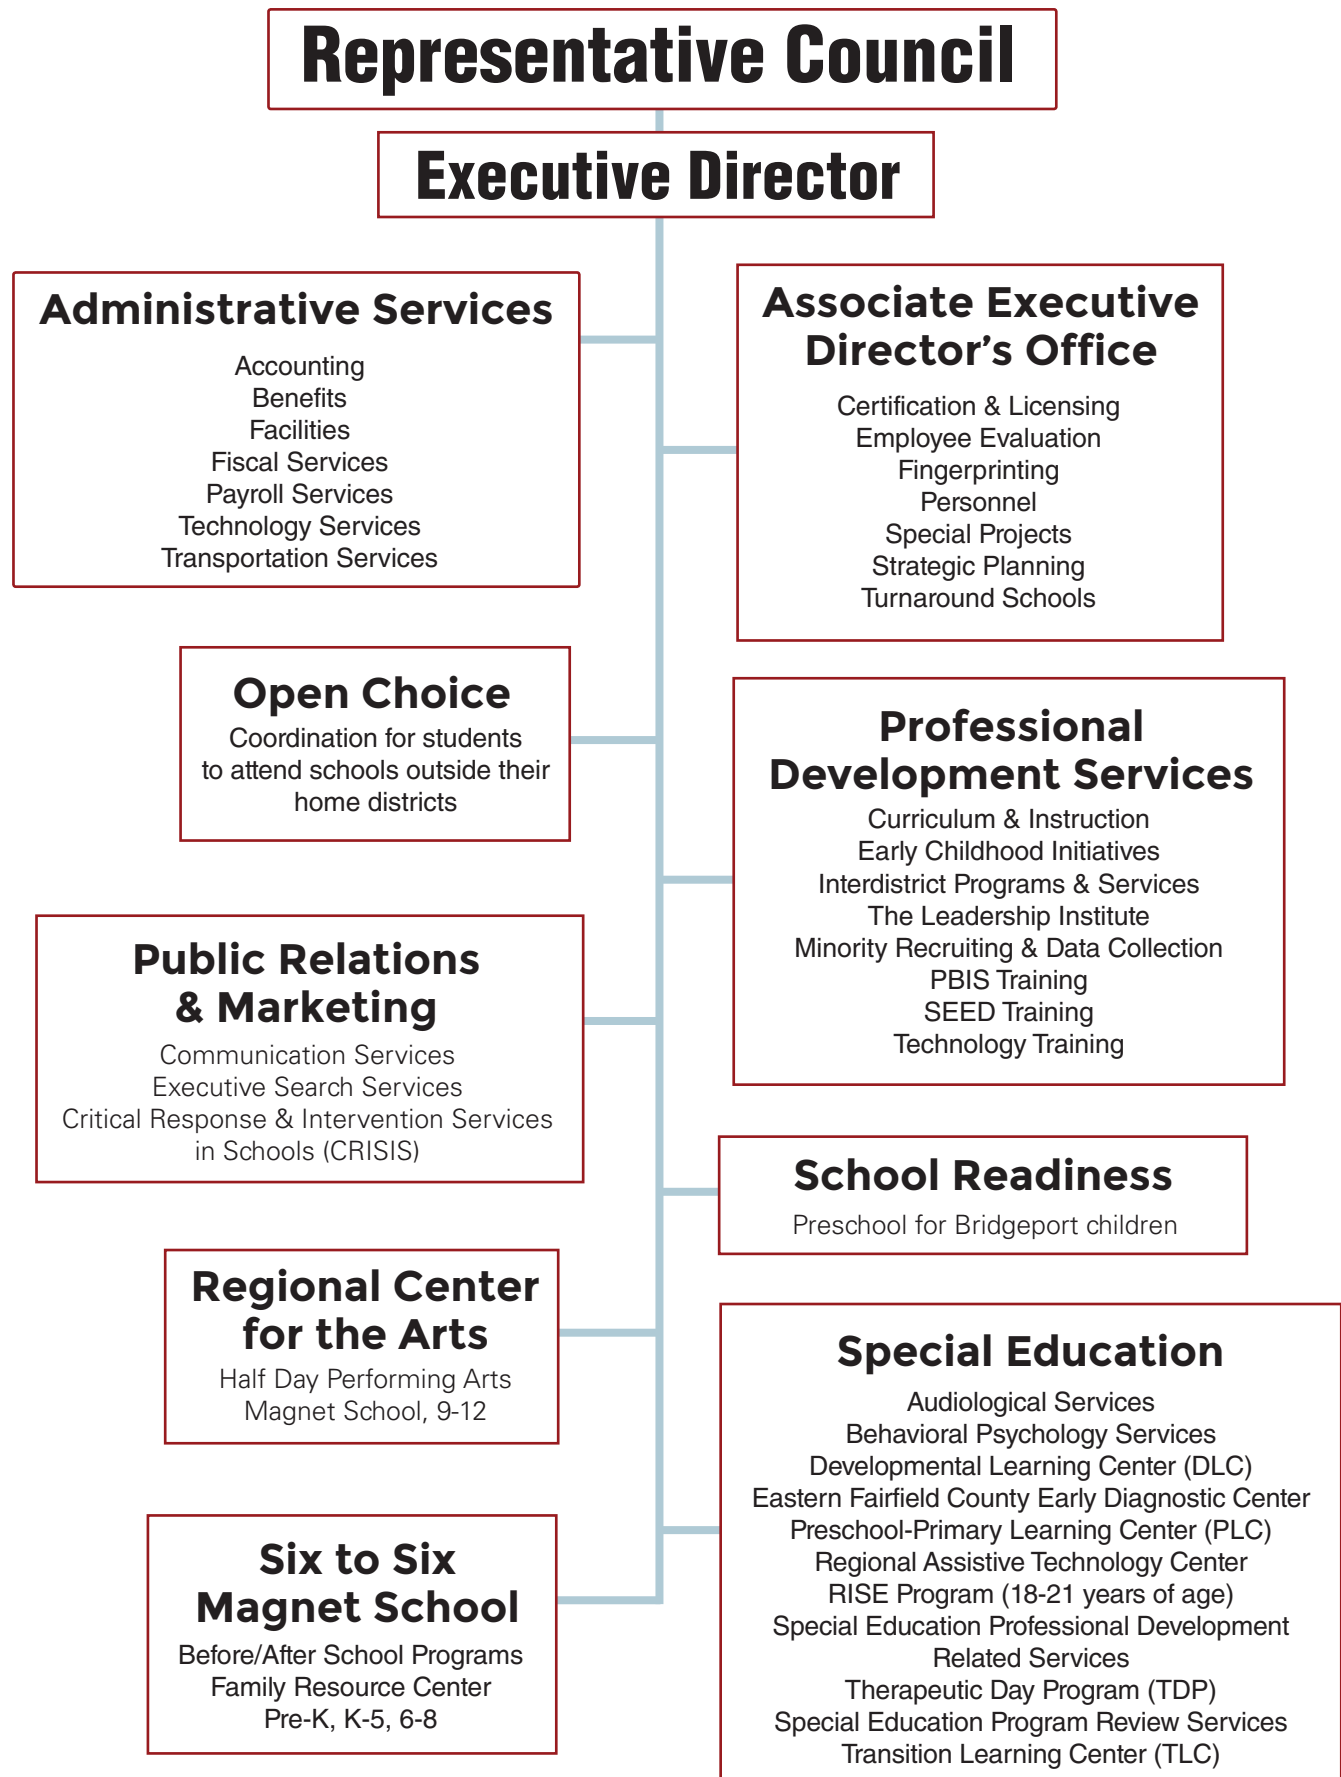 Representative Council
Executive Director
Administrative Services
Accounting
Benefits
Facilities
Fiscal Services
Payroll Services
Technology Services
Transportation Services
Associate Executive
Director’s Office
Certification & Licensing
Employee Evaluation
Fingerprinting
Personnel
Special Projects
Strategic Planning
Turnaround Schools
Open Choice
Coordination for students
to attend schools outside their
home districts
Professional
Development Services
Curriculum & Instruction
Early Childhood Initiatives
Interdistrict Programs & Services
The Leadership Institute
Minority Recruiting & Data Collection
PBIS Training
SEED Training
Technology Training
Public Relations
& Marketing
Communication Services
Executive Search Services
Critical Response & Intervention Services
in Schools (CRISIS)
School Readiness
Preschool for Bridgeport children
Regional Center
for the Arts
Half Day Performing Arts
Magnet School, 9-12
Special Education
Audiological Services
Behavioral Psychology Services
Developmental Learning Center (DLC)
Eastern Fairfield County Early Diagnostic Center
Preschool-Primary Learning Center (PLC)
Regional Assistive Technology Center
RISE Program (18-21 years of age)
Special Education Professional Development
Related Services
Therapeutic Day Program (TDP)
Special Education Program Review Services
Transition Learning Center (TLC)
Six to Six
Magnet School
Before/After School Programs
Family Resource Center
Pre-K, K-5, 6-8